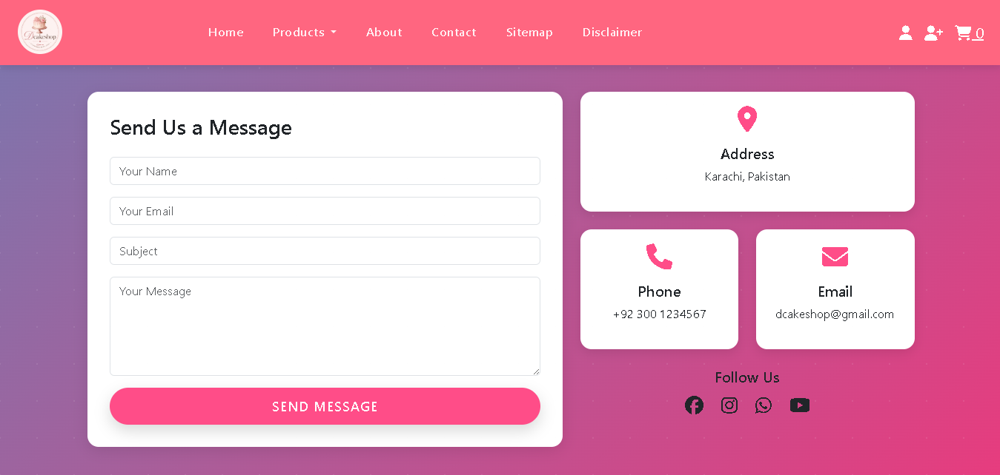 Dcakeshop
Home Products About Contact Sitemap Disclaimer 0
Send Us a Message
Your Name
Your Email
Subject
Your Message
SEND MESSAGE
Address
Karachi, Pakistan
Phone
+92 300 1234567
Email
dcakeshop@gmail.com
Follow Us